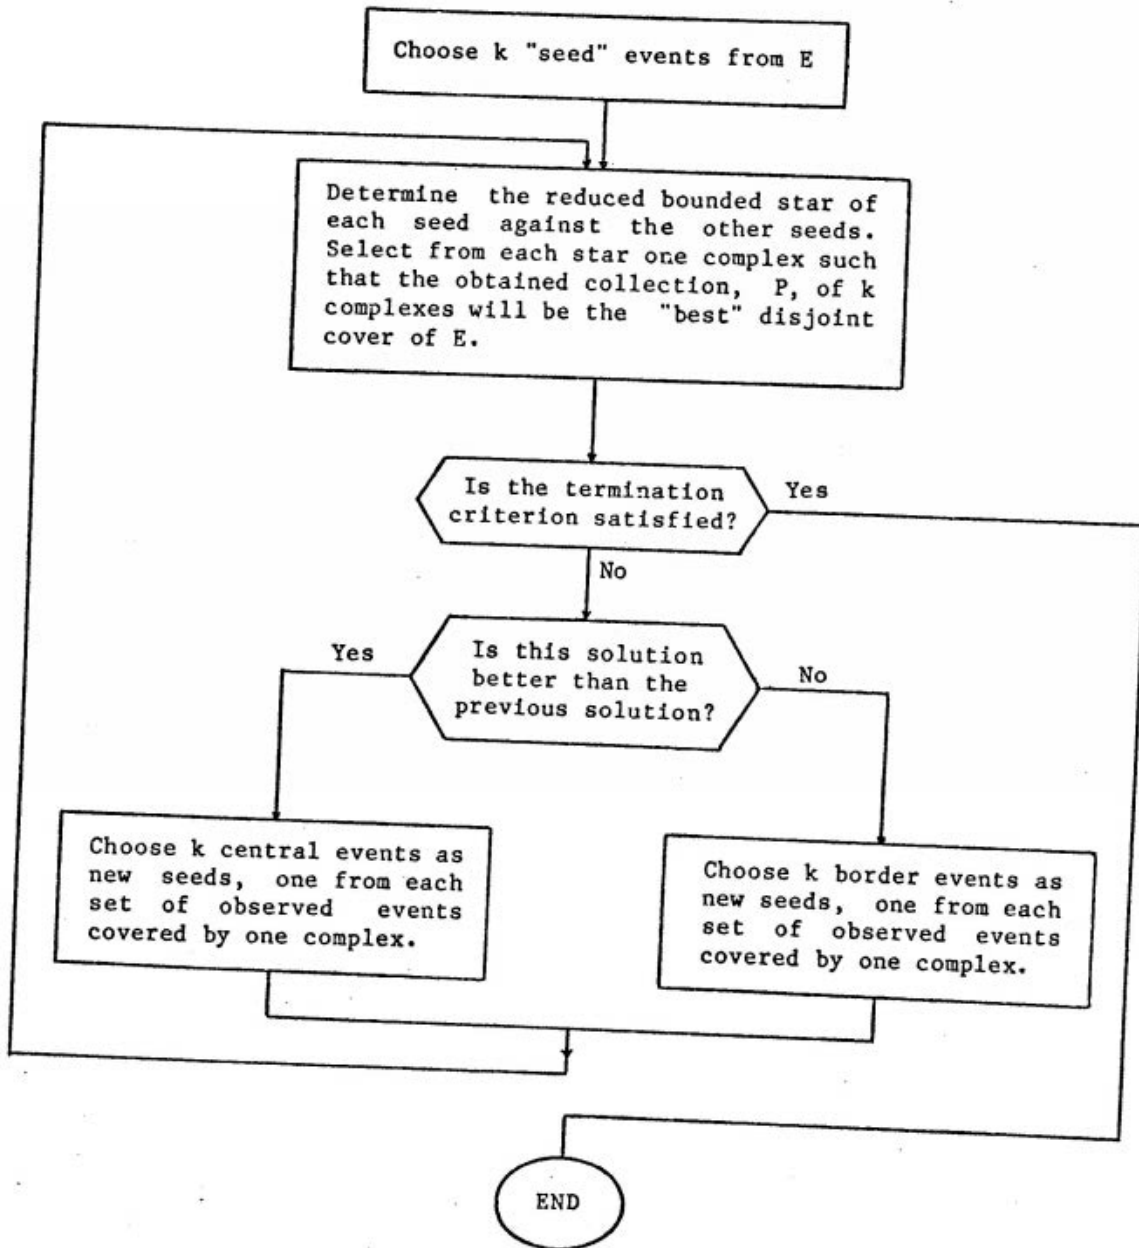 Choose k "seed" events from E
Determine the reduced bounded star of
each seed against the other seeds.
Select from each star one complex such
that the obtained collection, P, of k
complexes will be the "best" disjoint
cover of E.
Is the termination
criterion satisfied?
Yes
No
Is this solution
better than the
previous solution?
Yes
No
Choose k central events as
new seeds, one from each
set of observed events
covered by one complex.
Choose k border events as
new seeds, one from each
set of observed events
covered by one complex.
END